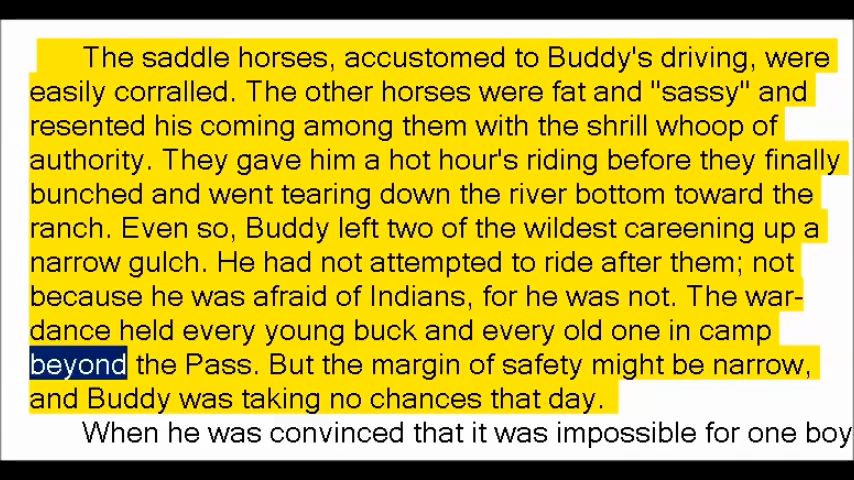 The saddle horses, accustomed to Buddy's driving, were
easily corralled. The other horses were fat and "sassy" and
resented his coming among them with the shrill whoop of
authority. They gave him a hot hour's riding before they finally
bunched and went tearing down the river bottom toward the
ranch. Even so, Buddy left two of the wildest careening up a
narrow gulch. He had not attempted to ride after them; not
because he was afraid of Indians, for he was not. The war-
dance held every young buck and every old one in camp
beyond the Pass. But the margin of safety might be narrow,
and Buddy was taking no chances that day.
When he was convinced that it was impossible for one boy